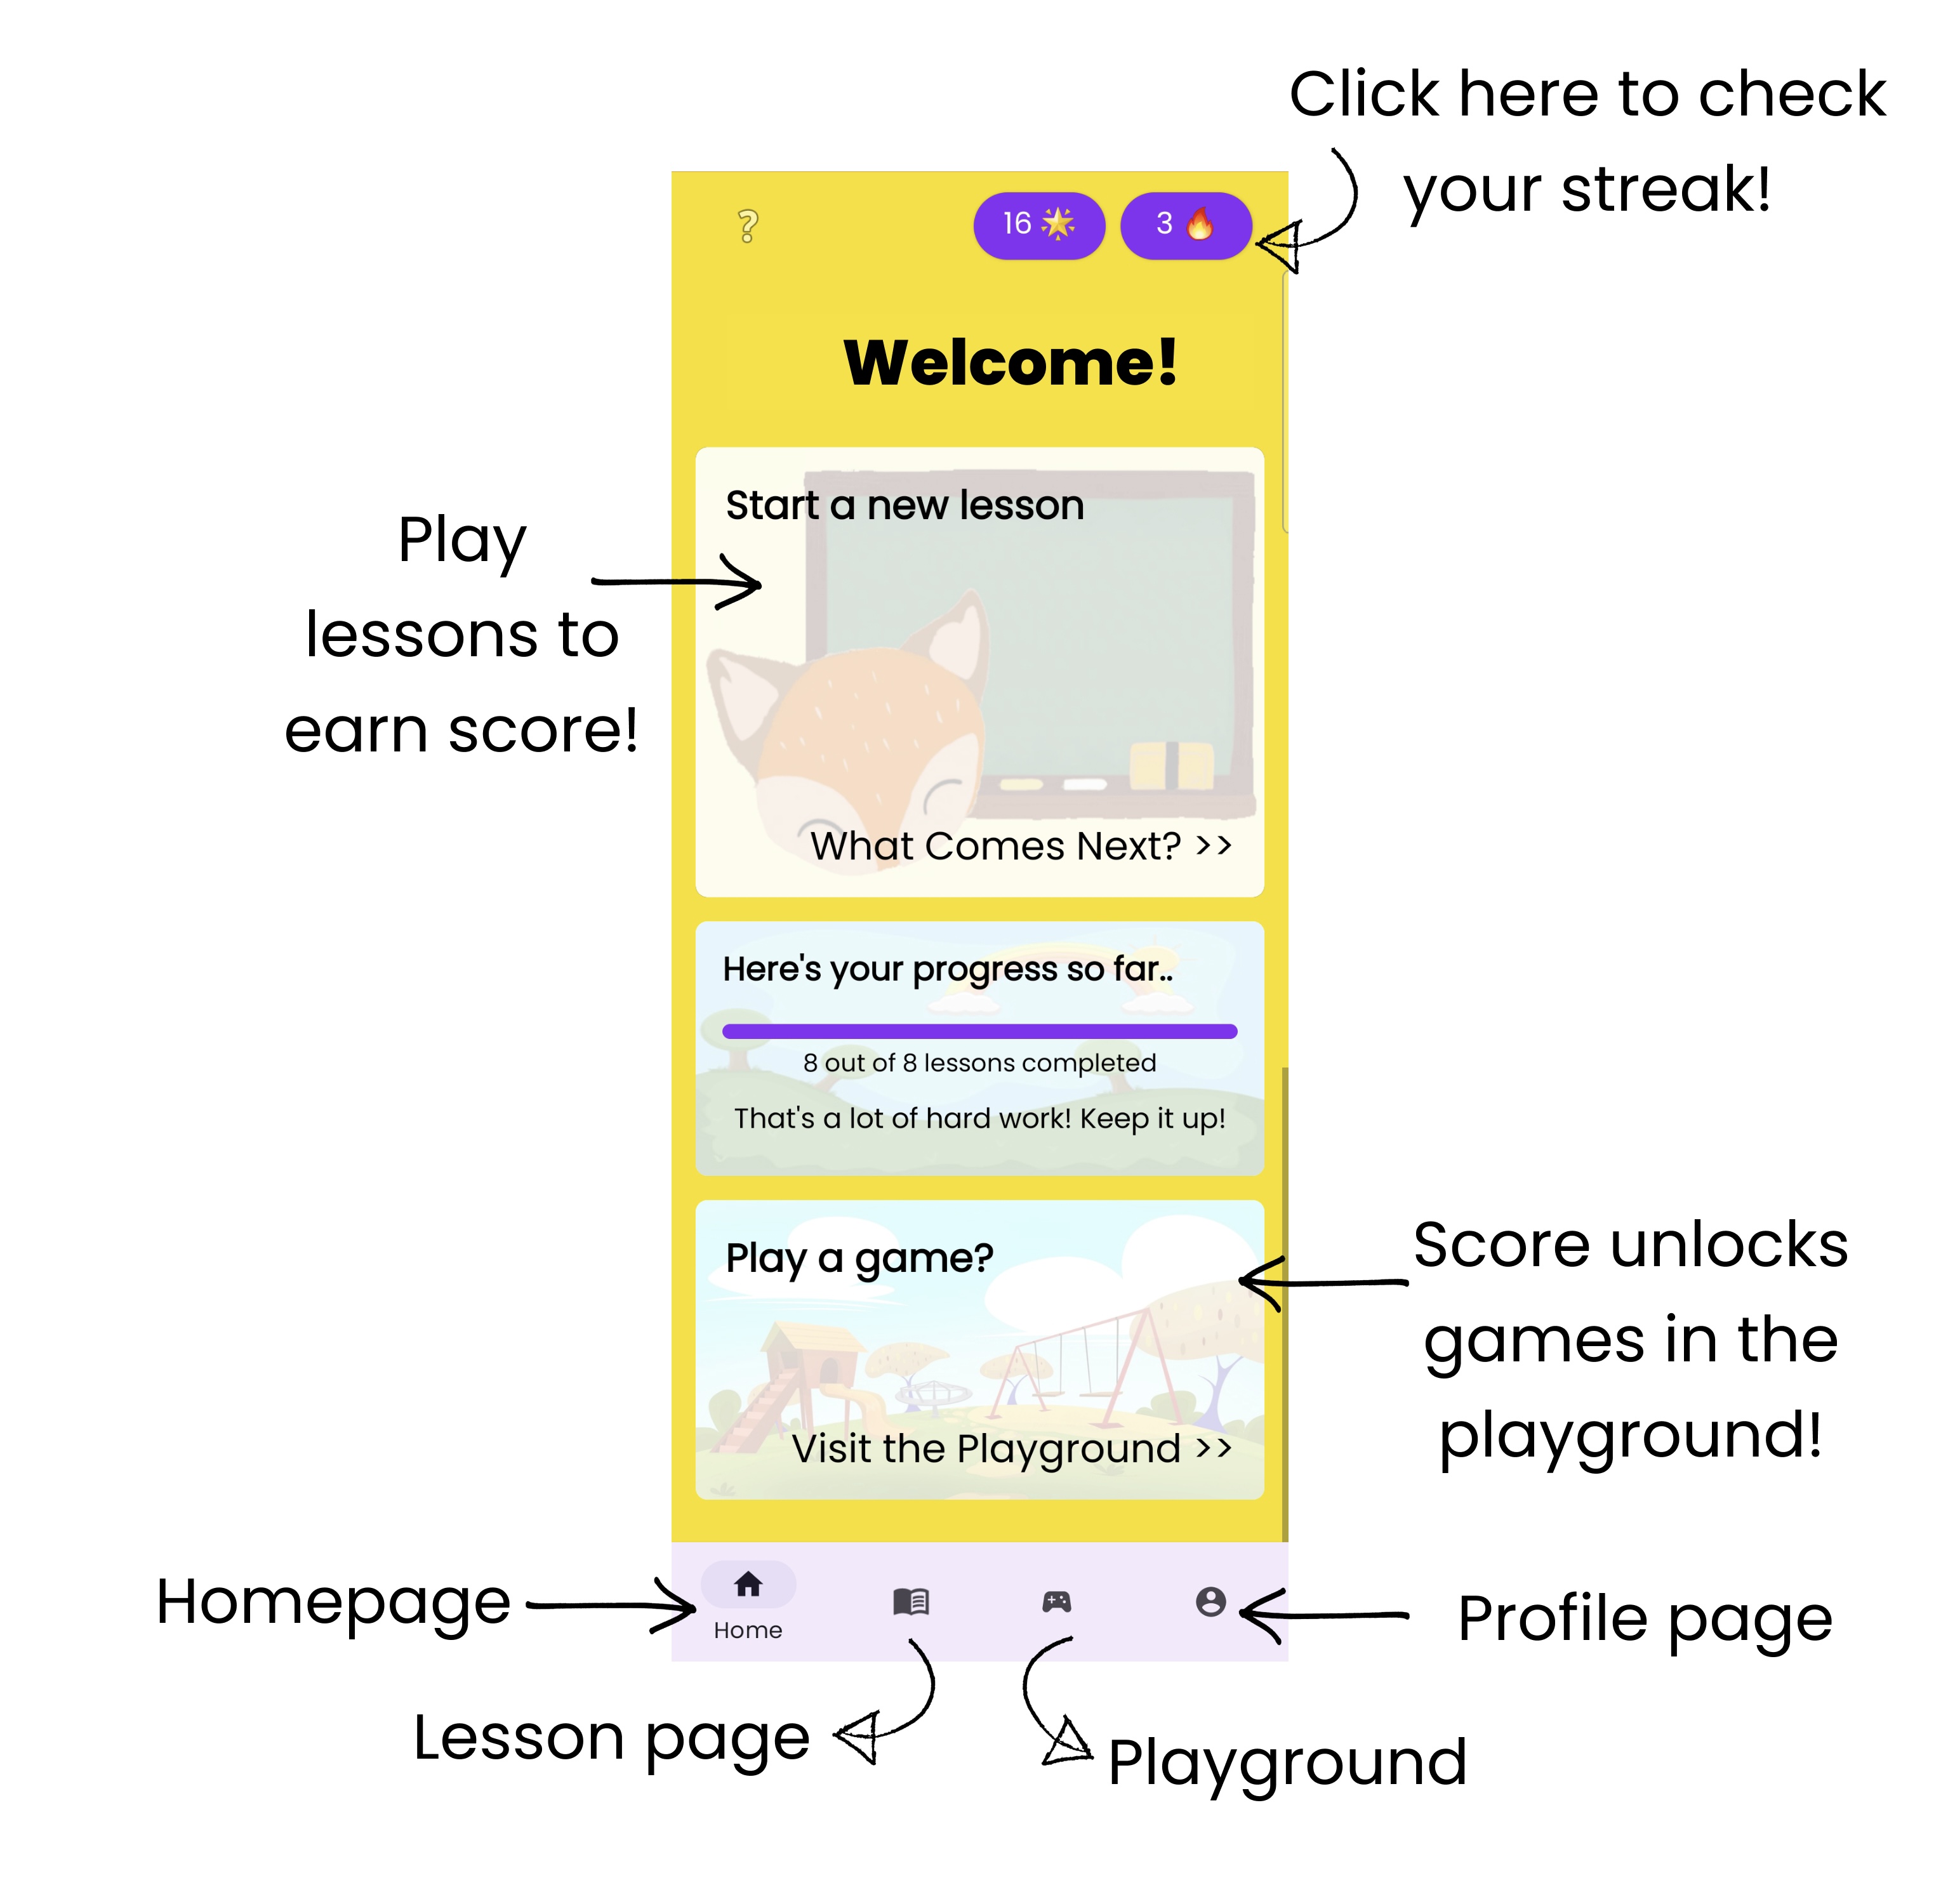 Click here to check
your streak!
?
16
3
Welcome!
Start a new lesson
Play
lessons to
earn score!
What Comes Next? >>
Here's your progress so far..
8 out of 8 lessons completed
That's a lot of hard work! Keep it up!
Play a game?
Score unlocks
games in the
playground!
Visit the Playground >>
Homepage
Home
Profile page
Lesson page
Playground